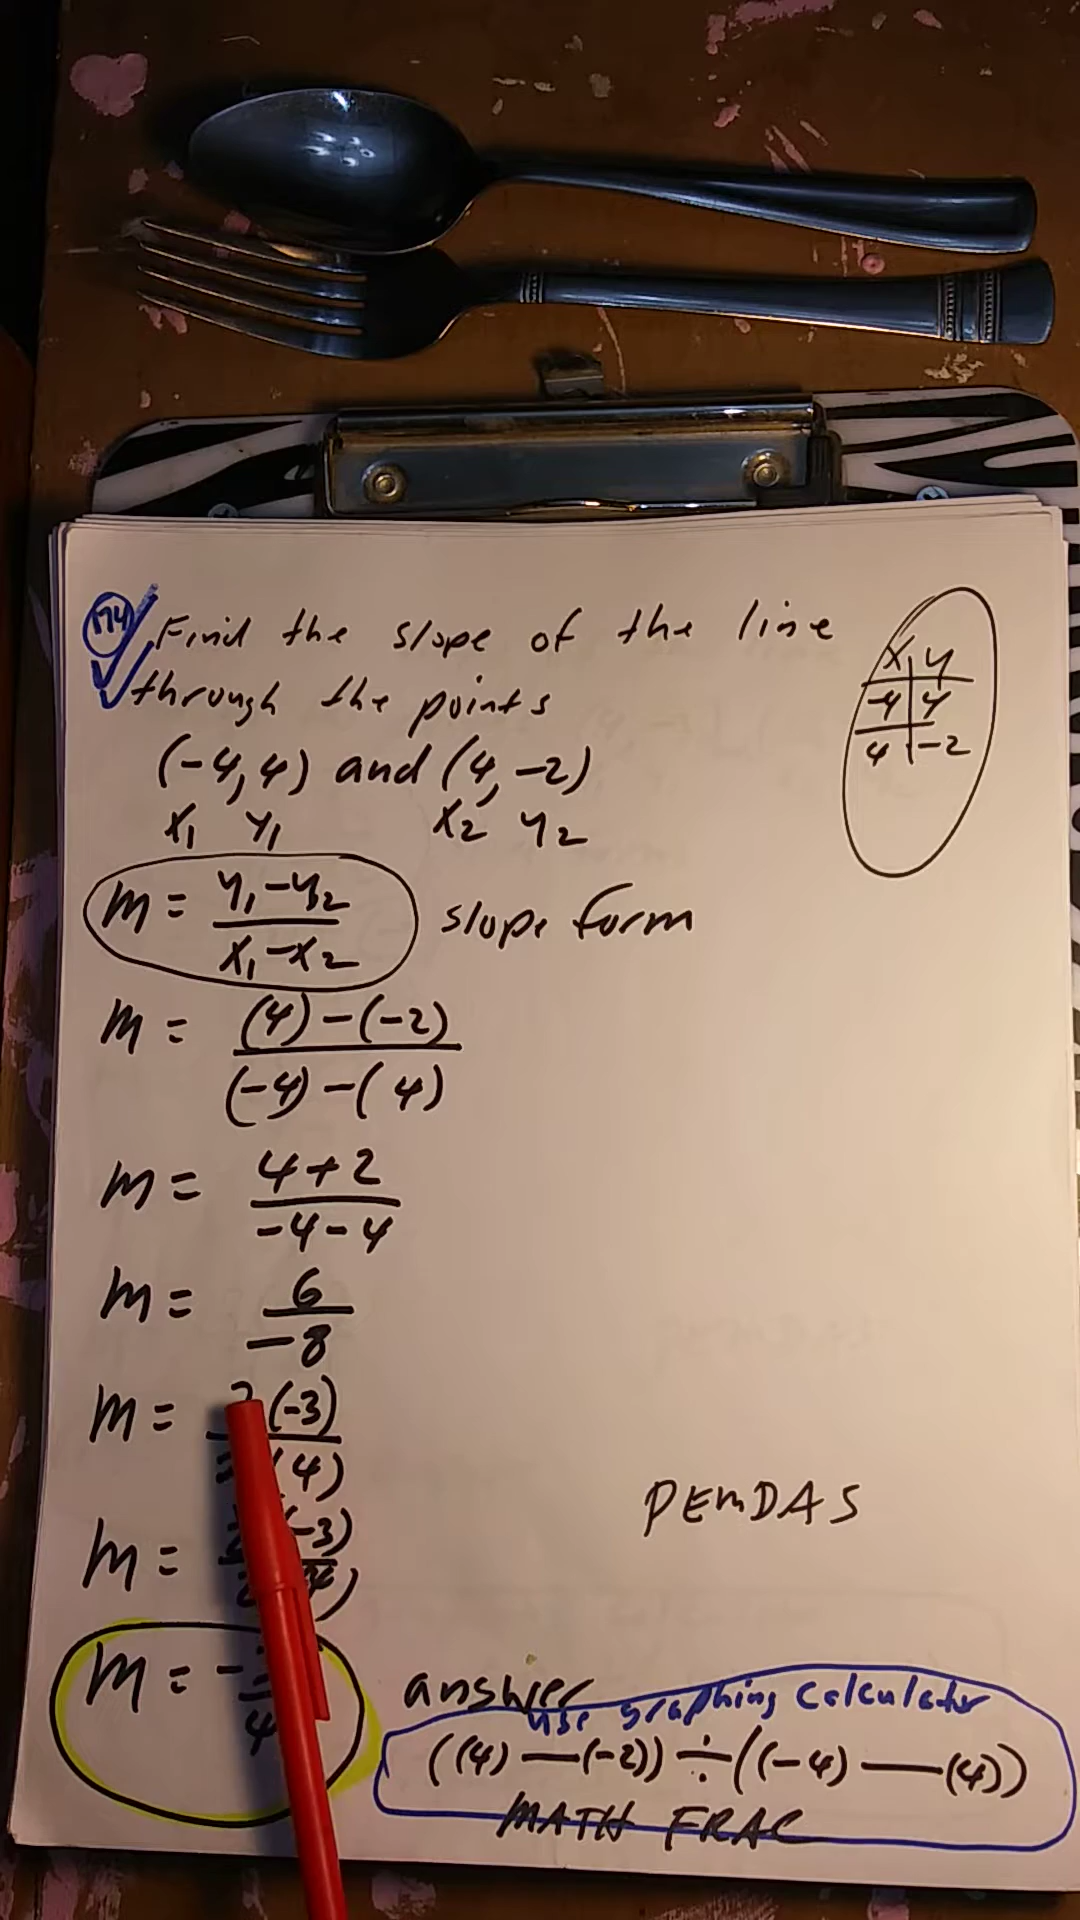 174 Find the slope of the line
through the points
(-4, 4) and (4, -2)
x₁ y₁ x₂ y₂
x y
-4 4
4 -2
m = (y₁-y₂)/(x₁-x₂) slope form
m = ((4)-(-2))/((-4)-(4))
m = (4+2)/(-4-4)
m = 6/-8
m = (-3)/(4)
m = (-3)
m = - /4 answer
PEMDAS
use graphing calculator
((4) — (-2)) ÷ ((-4) — (4))
MATH FRAC